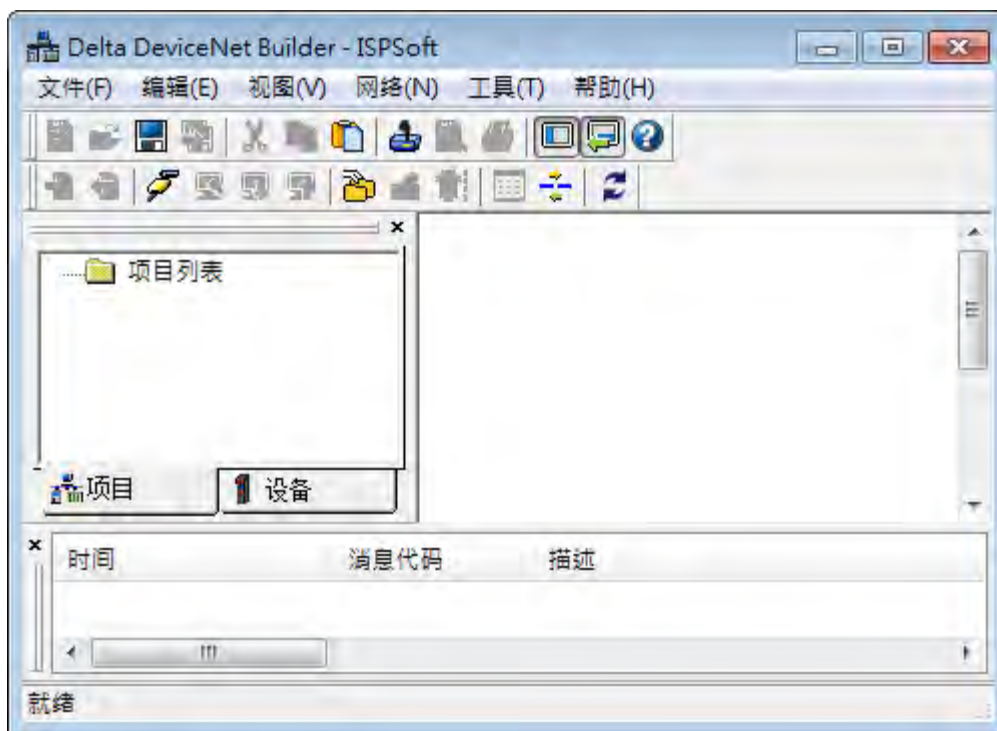 Delta DeviceNet Builder - ISPSoft
文件(F) 编辑(E) 视图(V) 网络(N) 工具(T) 帮助(H)
项目列表
项目 设备
时间 消息代码 描述
就绪